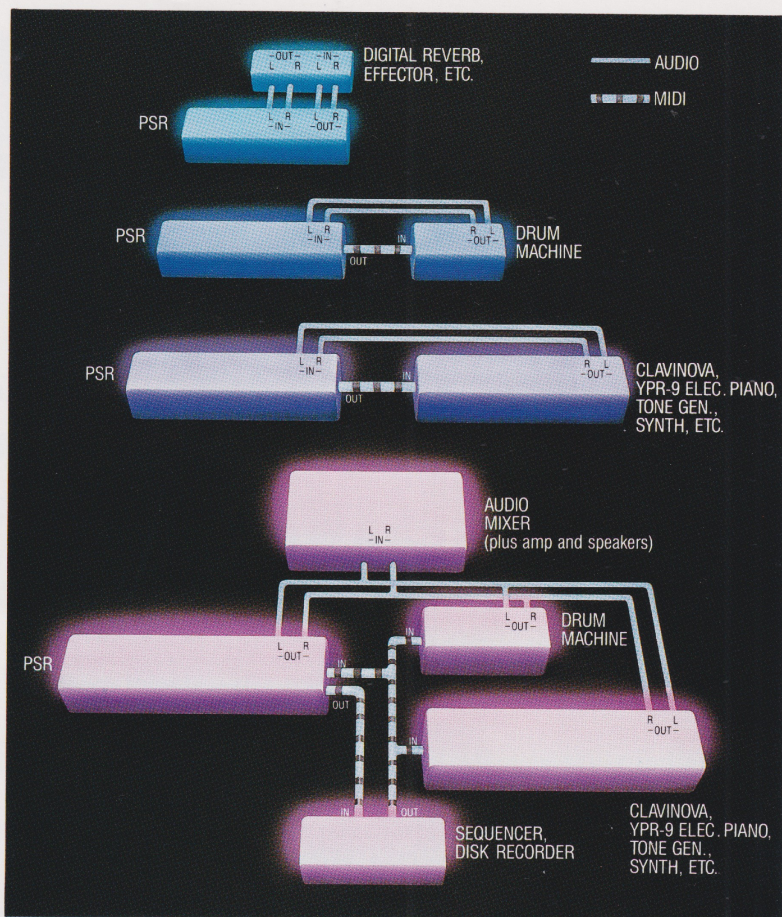 -OUT- -IN-
L R L R
DIGITAL REVERB,
EFFECTOR, ETC.
AUDIO
MIDI
PSR
L R L R
-IN- -OUT-
PSR
L R
-IN-
OUT
IN
R L
-OUT-
DRUM
MACHINE
PSR
L R
-IN-
OUT
IN
R L
-OUT-
CLAVINOVA,
YPR-9 ELEC. PIANO,
TONE GEN.,
SYNTH, ETC.
L R
-IN-
AUDIO
MIXER
(plus amp and speakers)
PSR
L R
-OUT-
IN
OUT
IN
L R
-OUT-
DRUM
MACHINE
IN
R L
-OUT-
IN
OUT
SEQUENCER,
DISK RECORDER
CLAVINOVA,
YPR-9 ELEC. PIANO,
TONE GEN.,
SYNTH, ETC.